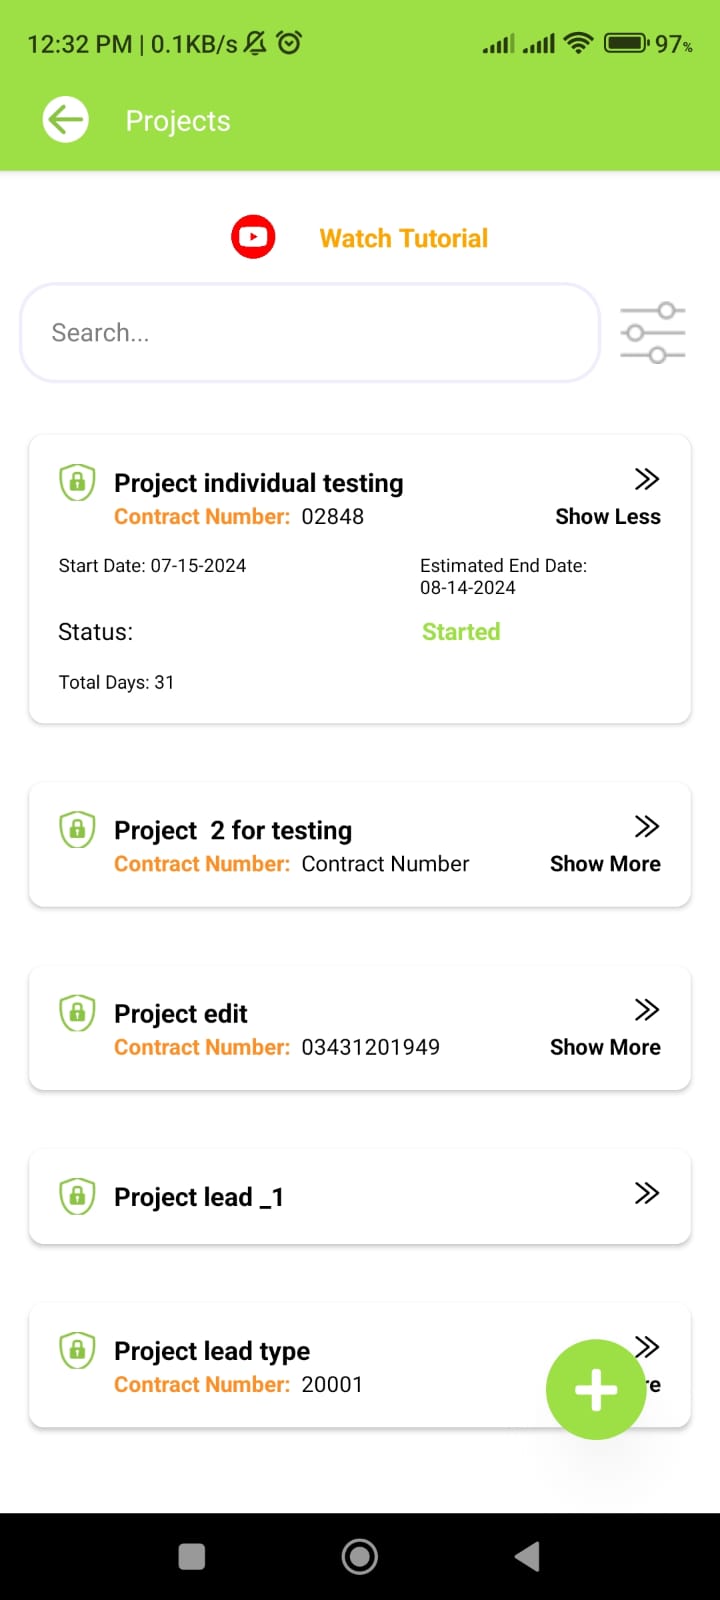 12:32 PM | 0.1KB/s 97%
Projects
Watch Tutorial
Search...
Project individual testing
Contract Number: 02848 Show Less
Start Date: 07-15-2024 Estimated End Date:
08-14-2024
Status: Started
Total Days: 31
Project 2 for testing
Contract Number: Contract Number Show More
Project edit
Contract Number: 03431201949 Show More
Project lead _1
Project lead type
Contract Number: 20001